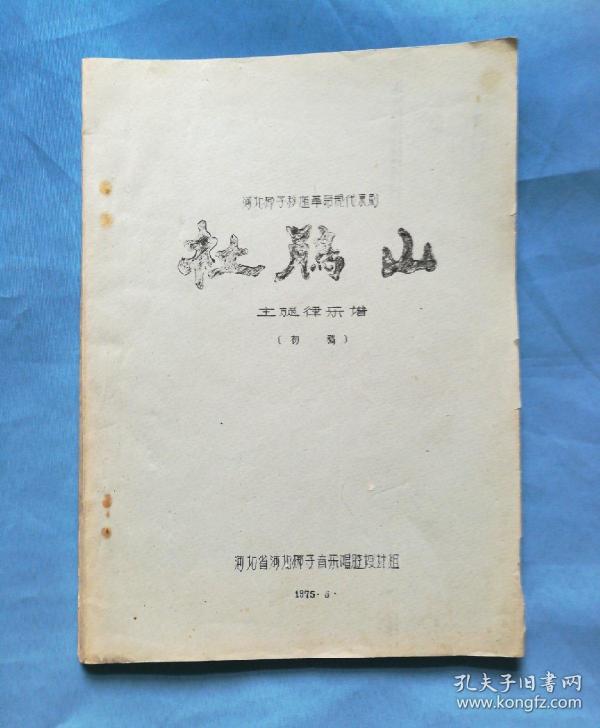 河北梆子移植革命现代京剧
杜鹃山
主旋律乐谱
（初 稿）
河北省河北梆子音乐唱腔设计组
1975·6·
孔夫子旧书网
www.kongfz.com